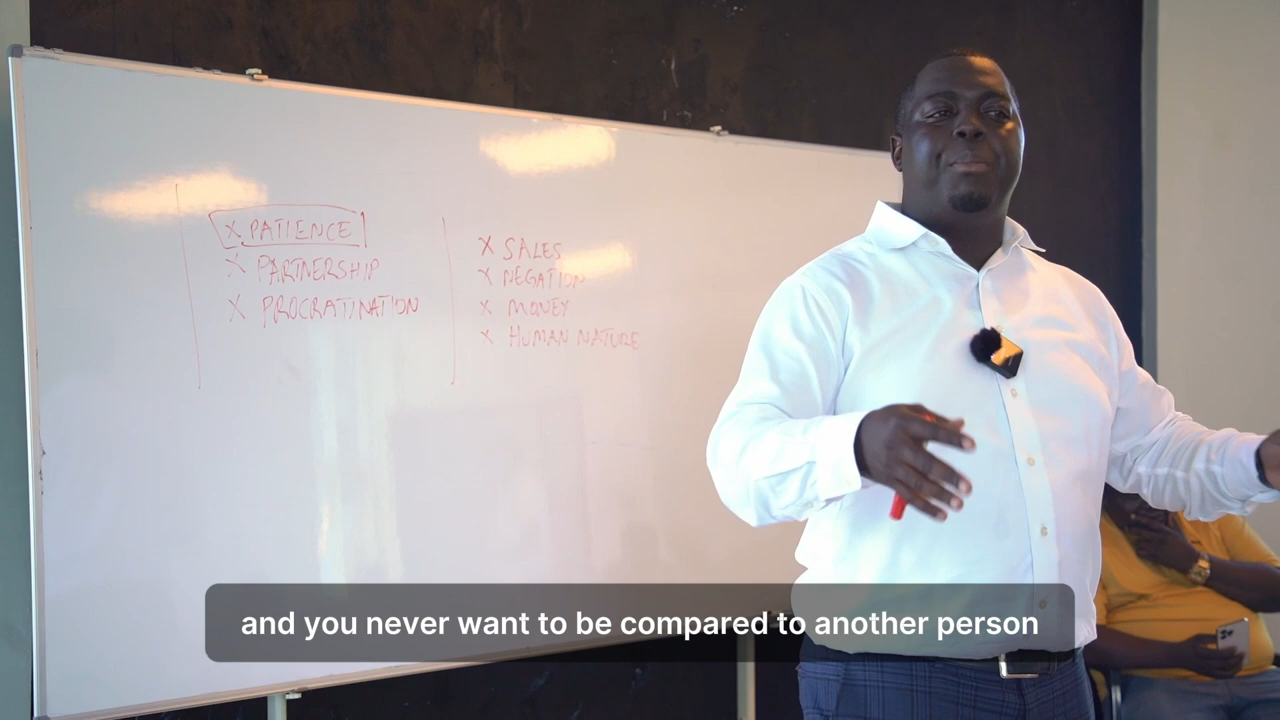 X PATIENCE
X PARTNERSHIP
X PROCRATINATION
X SALES
X NEGATION
X MONEY
X HUMAN NATURE
and you never want to be compared to another person